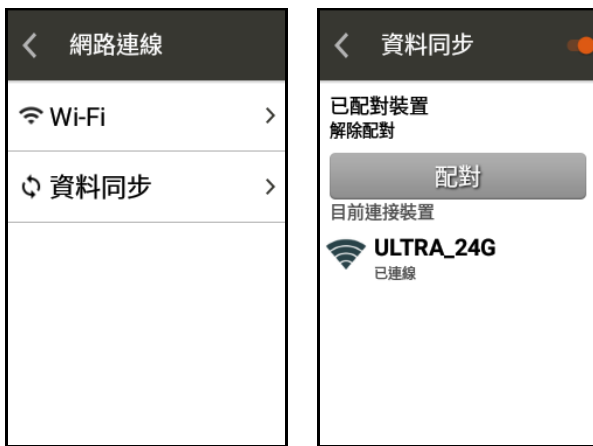 網路連線
Wi-Fi
資料同步
資料同步
已配對裝置
解除配對
配對
目前連接裝置
ULTRA_24G
已連線